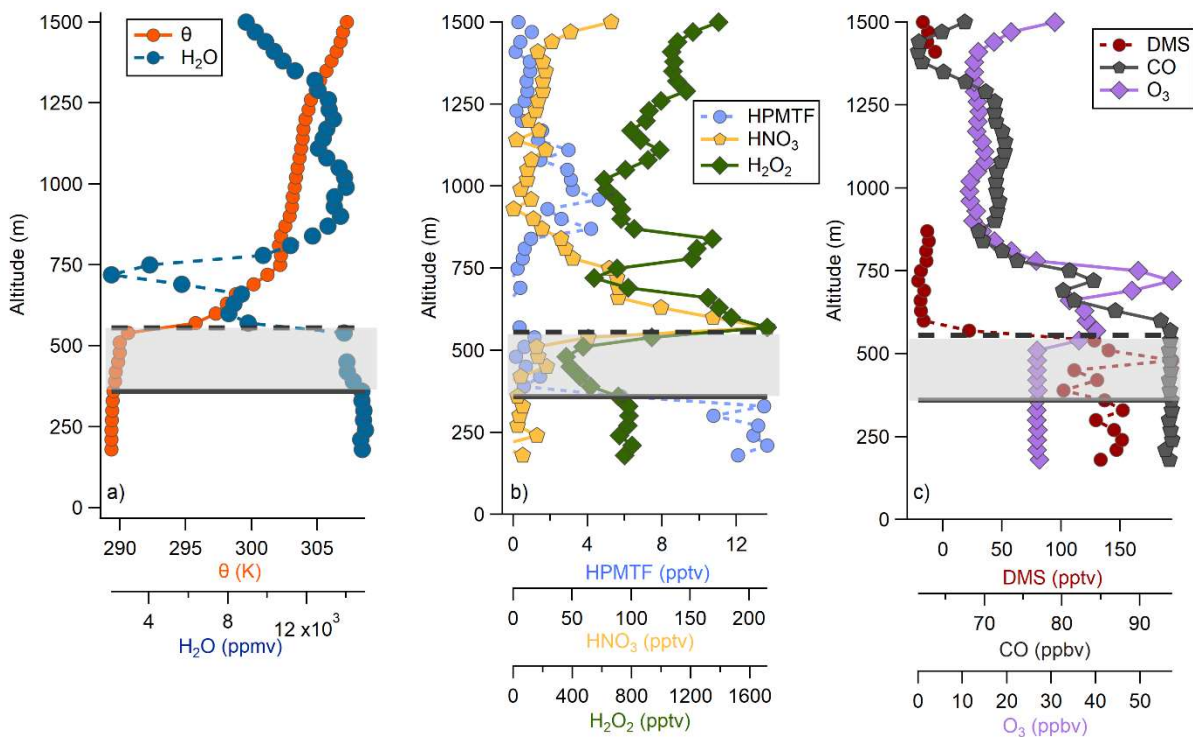 1500
1250
1000
750
500
250
0
Altitude (m)
θ
H₂O
a)
290 295 300 305
θ (K)
4 8 12 x10³
H₂O (ppmv)
1500
1250
1000
750
500
250
0
Altitude (m)
HPMTF
HNO₃
H₂O₂
b)
0 4 8 12
HPMTF (pptv)
0 50 100 150 200
HNO₃ (pptv)
0 400 800 1200 1600
H₂O₂ (pptv)
1500
1250
1000
750
500
250
0
Altitude (m)
DMS
CO
O₃
c)
0 50 100 150
DMS (pptv)
70 80 90
CO (ppbv)
0 10 20 30 40 50
O₃ (ppbv)